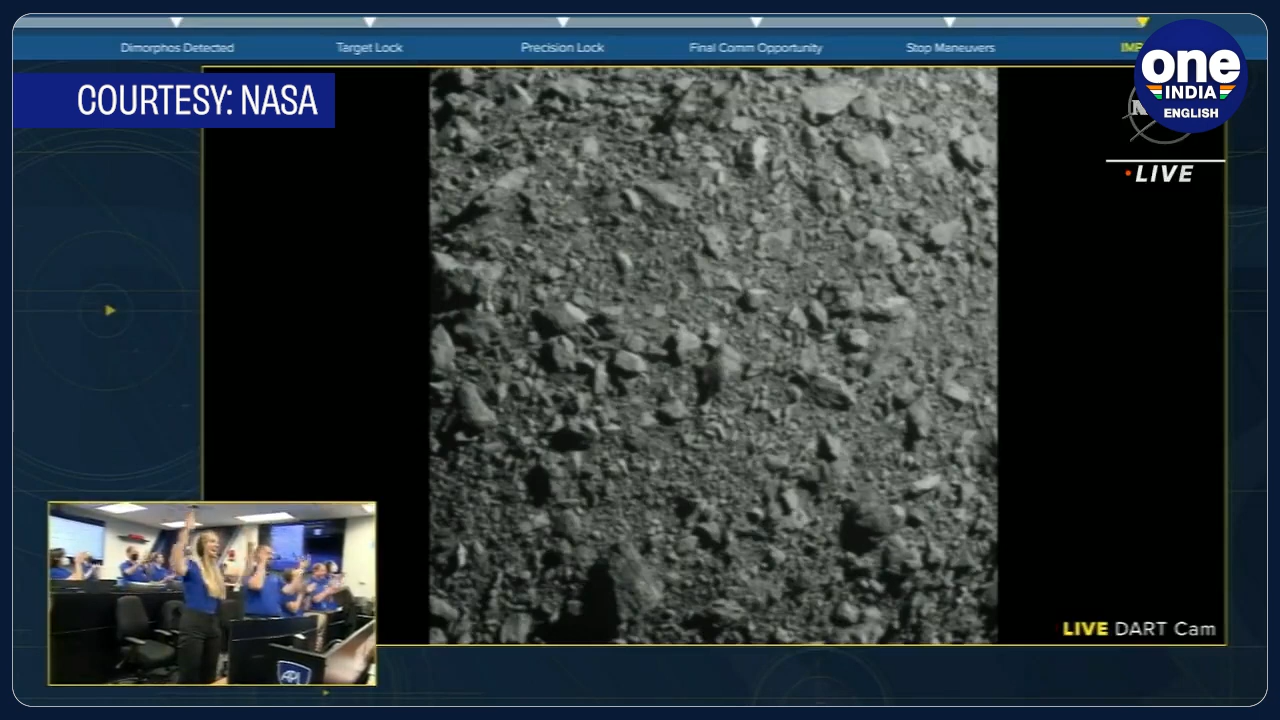 Dimorphos Detected
Target Lock
Precision Lock
Final Comm Opportunity
Stop Maneuvers
COURTESY: NASA
one
INDIA
ENGLISH
LIVE
LIVE DART Cam
APL